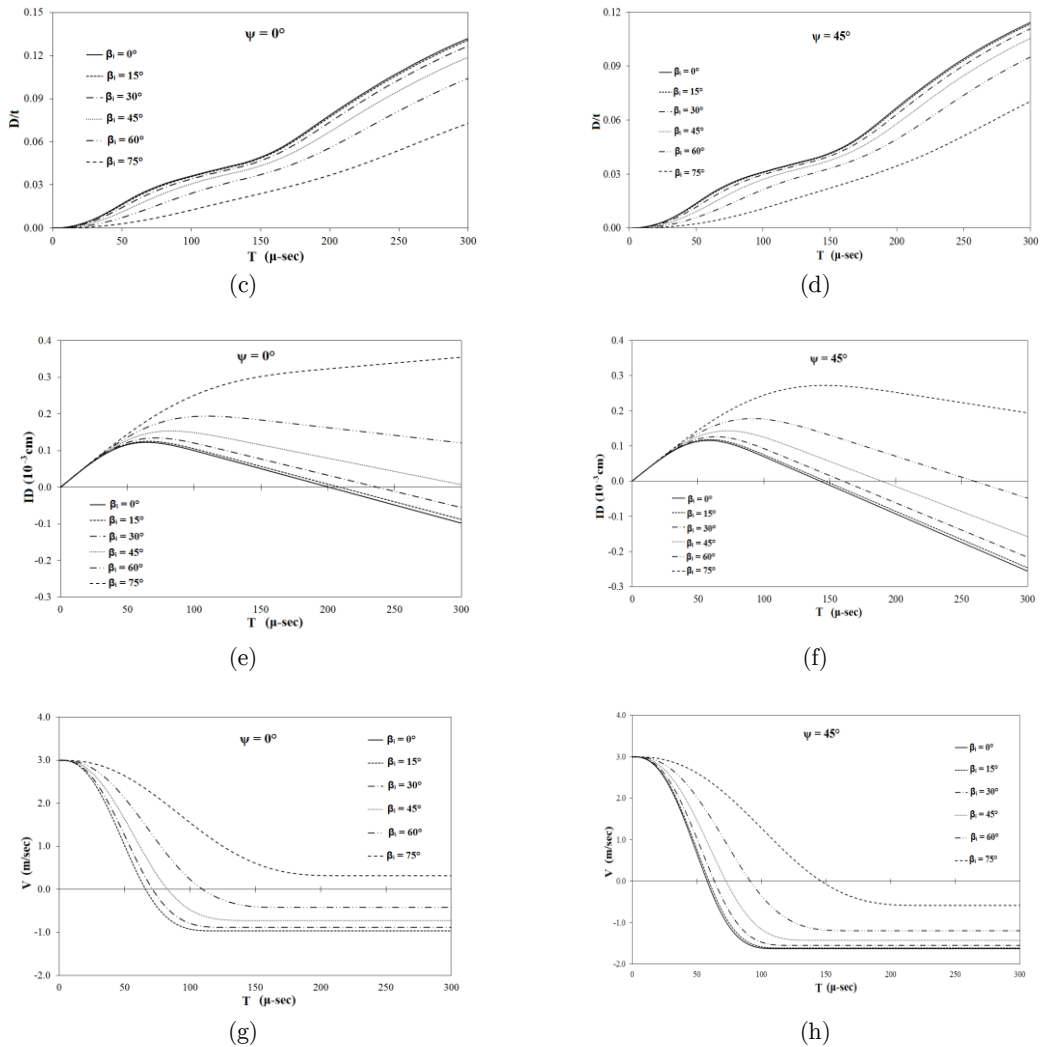 ψ = 0°
βᵢ = 0°
βᵢ = 15°
βᵢ = 30°
βᵢ = 45°
βᵢ = 60°
βᵢ = 75°
D/t
0.15
0.12
0.09
0.06
0.03
0.00
0 50 100 150 200 250 300
T (μ-sec)
(c)
ψ = 45°
βᵢ = 0°
βᵢ = 15°
βᵢ = 30°
βᵢ = 45°
βᵢ = 60°
βᵢ = 75°
D/t
0.12
0.09
0.06
0.03
0.00
0 50 100 150 200 250 300
T (μ-sec)
(d)
ψ = 0°
ID (10⁻³ cm)
0.4
0.3
0.2
0.1
0.0
-0.1
-0.2
-0.3
βᵢ = 0°
βᵢ = 15°
βᵢ = 30°
βᵢ = 45°
βᵢ = 60°
βᵢ = 75°
0 50 100 150 200 250 300
T (μ-sec)
(e)
ψ = 45°
ID (10⁻³ cm)
0.4
0.3
0.2
0.1
0.0
-0.1
-0.2
-0.3
βᵢ = 0°
βᵢ = 15°
βᵢ = 30°
βᵢ = 45°
βᵢ = 60°
βᵢ = 75°
0 50 100 150 200 250 300
T (μ-sec)
(f)
ψ = 0°
βᵢ = 0°
βᵢ = 15°
βᵢ = 30°
βᵢ = 45°
βᵢ = 60°
βᵢ = 75°
V (m/sec)
4.0
3.0
2.0
1.0
0.0
-1.0
-2.0
0 50 100 150 200 250 300
T (μ-sec)
(g)
ψ = 45°
βᵢ = 0°
βᵢ = 15°
βᵢ = 30°
βᵢ = 45°
βᵢ = 60°
βᵢ = 75°
V (m/sec)
4.0
3.0
2.0
1.0
0.0
-1.0
-2.0
0 50 100 150 200 250 300
T (μ-sec)
(h)